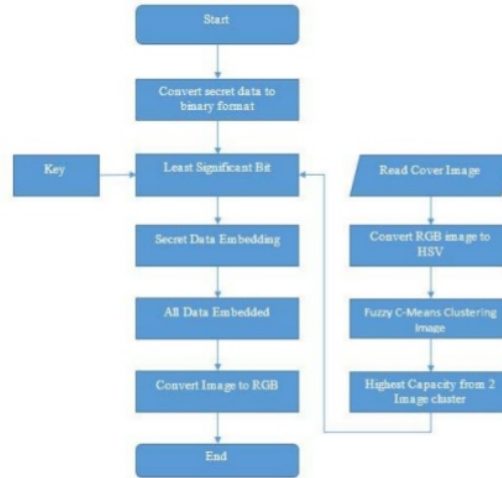 Start
Convert secret data to
binary format
Key
Least Significant Bit
Read Cover Image
Secret Data Embedding
Convert RGB image to
HSV
All Data Embedded
Fuzzy C-Means Clustering
Image
Convert Image to RGB
Highest Capacity from 2
Image cluster
End